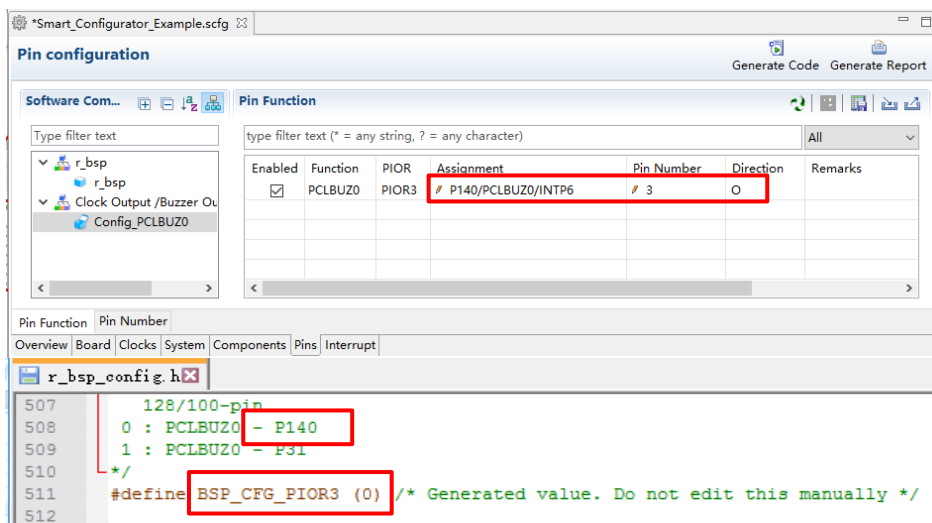 *Smart_Configurator_Example.scfg
Pin configuration
Generate Code Generate Report
Software Com...
Pin Function
Type filter text
type filter text (* = any string, ? = any character)
All
Enabled Function PIOR Assignment Pin Number Direction Remarks
PCLBUZ0 PIOR3 P140/PCLBUZ0/INTP6 3 O
r_bsp
r_bsp
Clock Output /Buzzer Ou
Config_PCLBUZ0
Pin Function Pin Number
Overview Board Clocks System Components Pins Interrupt
r_bsp_config.h
507 128/100-pin
508 0 : PCLBUZ0 - P140
509 1 : PCLBUZ0 - P31
510 */
511 #define BSP_CFG_PIOR3 (0) /* Generated value. Do not edit this manually */
512